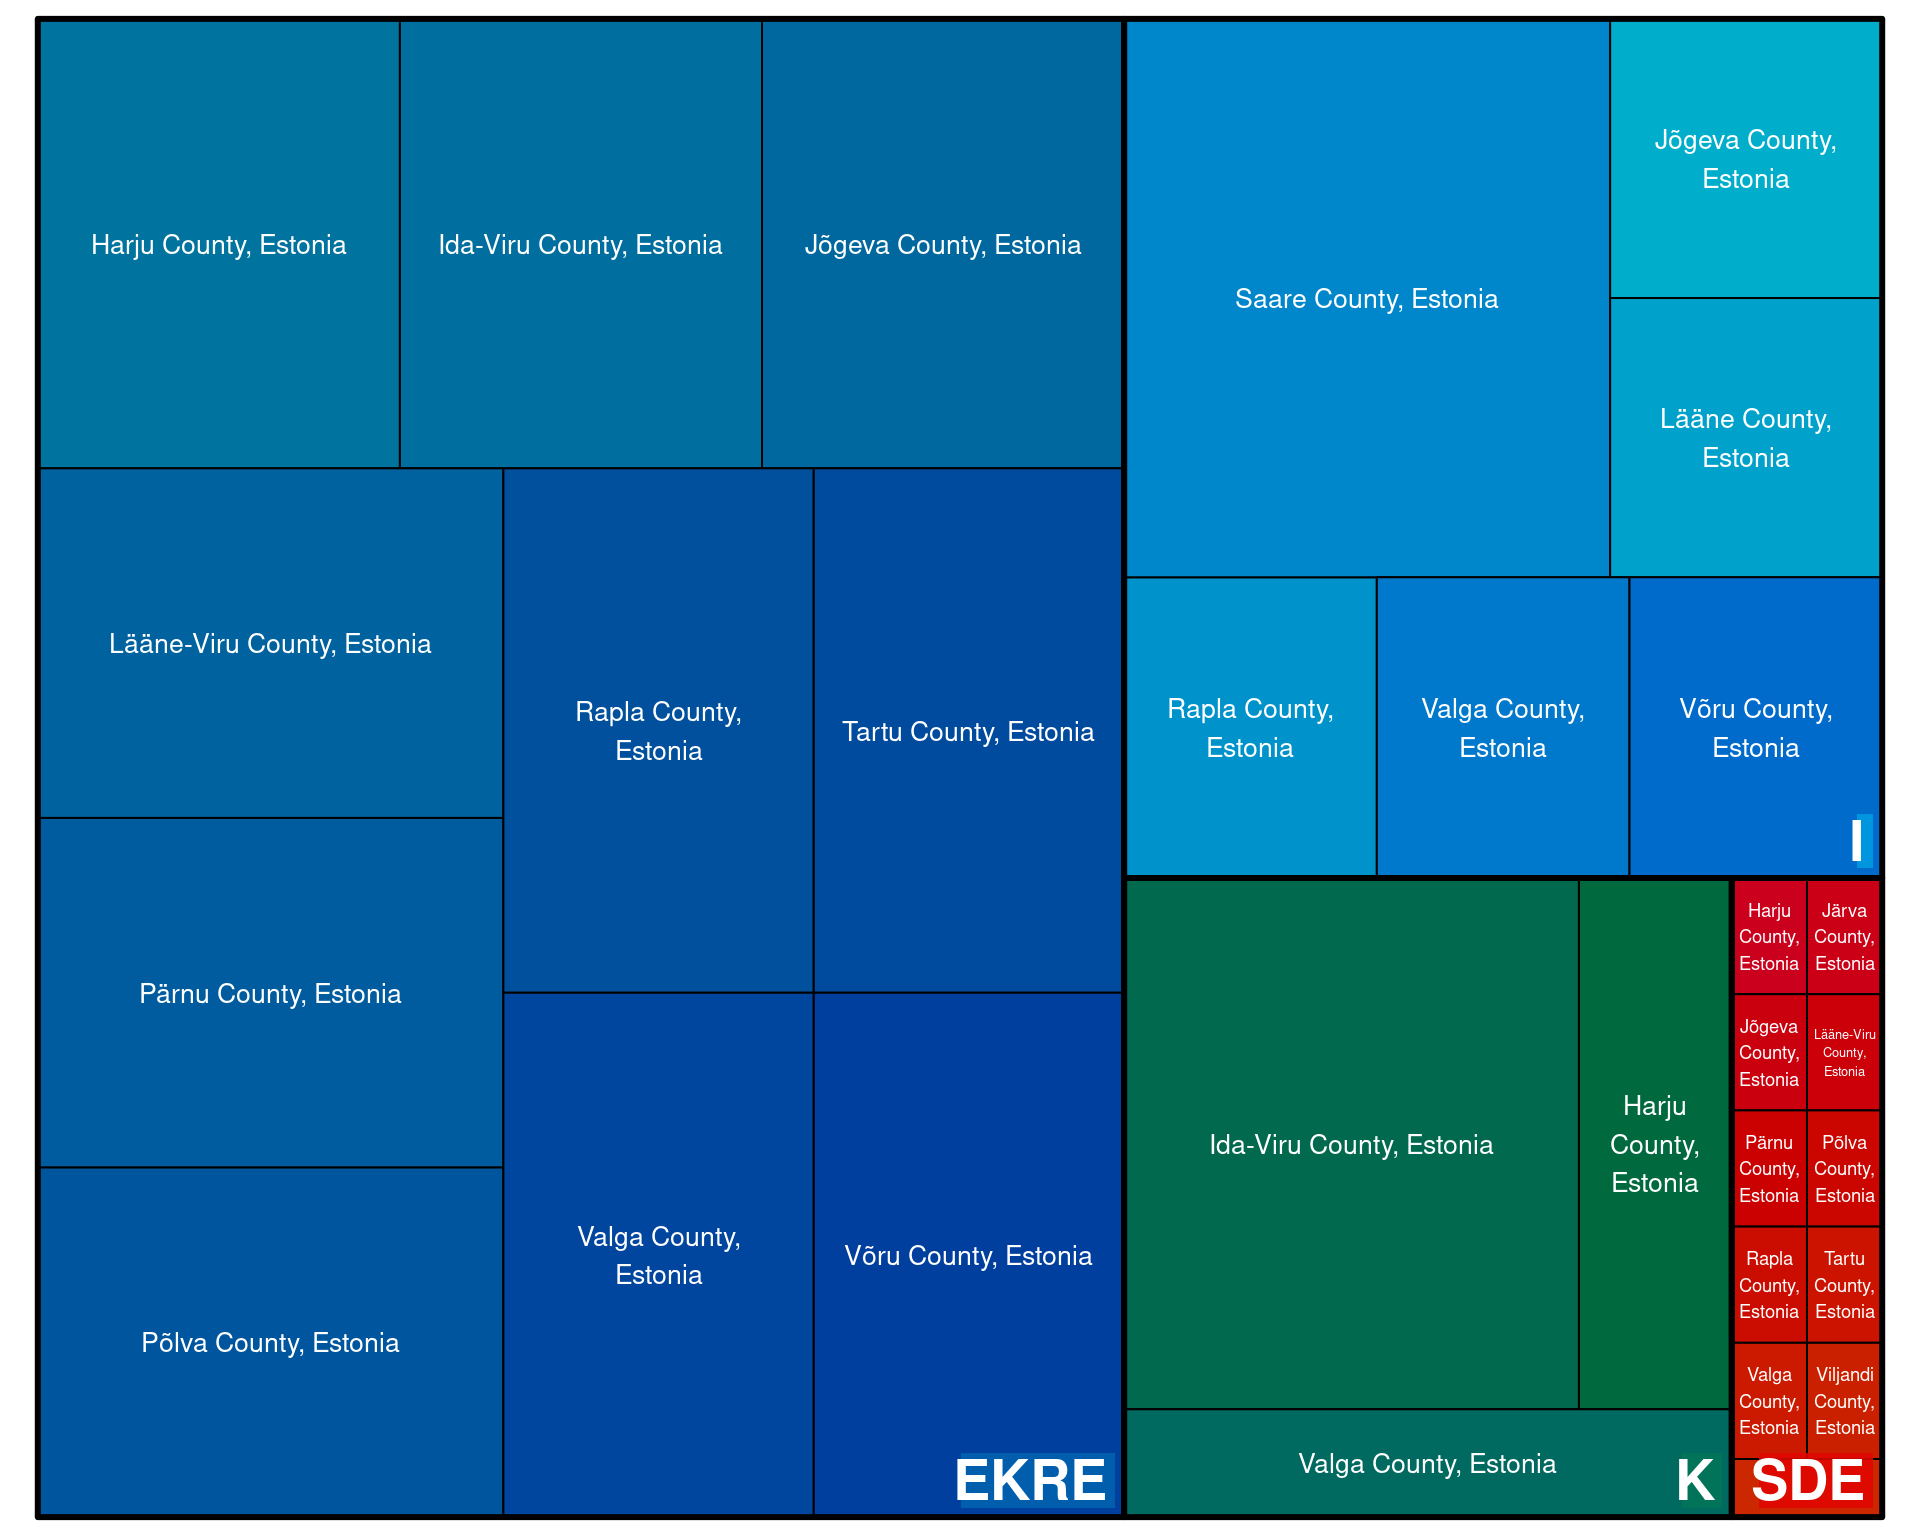 Harju County, Estonia
Ida-Viru County, Estonia
Jõgeva County, Estonia
Lääne-Viru County, Estonia
Pärnu County, Estonia
Põlva County, Estonia
Rapla County,
Estonia
Tartu County, Estonia
Valga County,
Estonia
Võru County, Estonia
EKRE
Saare County, Estonia
Jõgeva County,
Estonia
Lääne County,
Estonia
Rapla County,
Estonia
Valga County,
Estonia
Võru County,
Estonia
I
Ida-Viru County, Estonia
Harju
County,
Estonia
Valga County, Estonia
K
Harju
County,
Estonia
Järva
County,
Estonia
Jõgeva
County,
Estonia
Lääne-Viru
County,
Estonia
Pärnu
County,
Estonia
Põlva
County,
Estonia
Rapla
County,
Estonia
Tartu
County,
Estonia
Valga
County,
Estonia
Viljandi
County,
Estonia
SDE